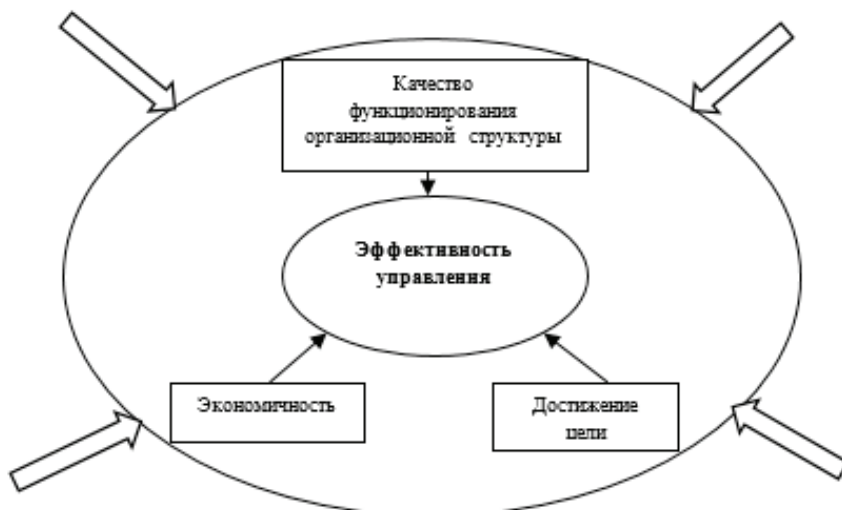 Качество
функционирования
организационной структуры
Эффективность
управления
Экономичность
Достижение
цели